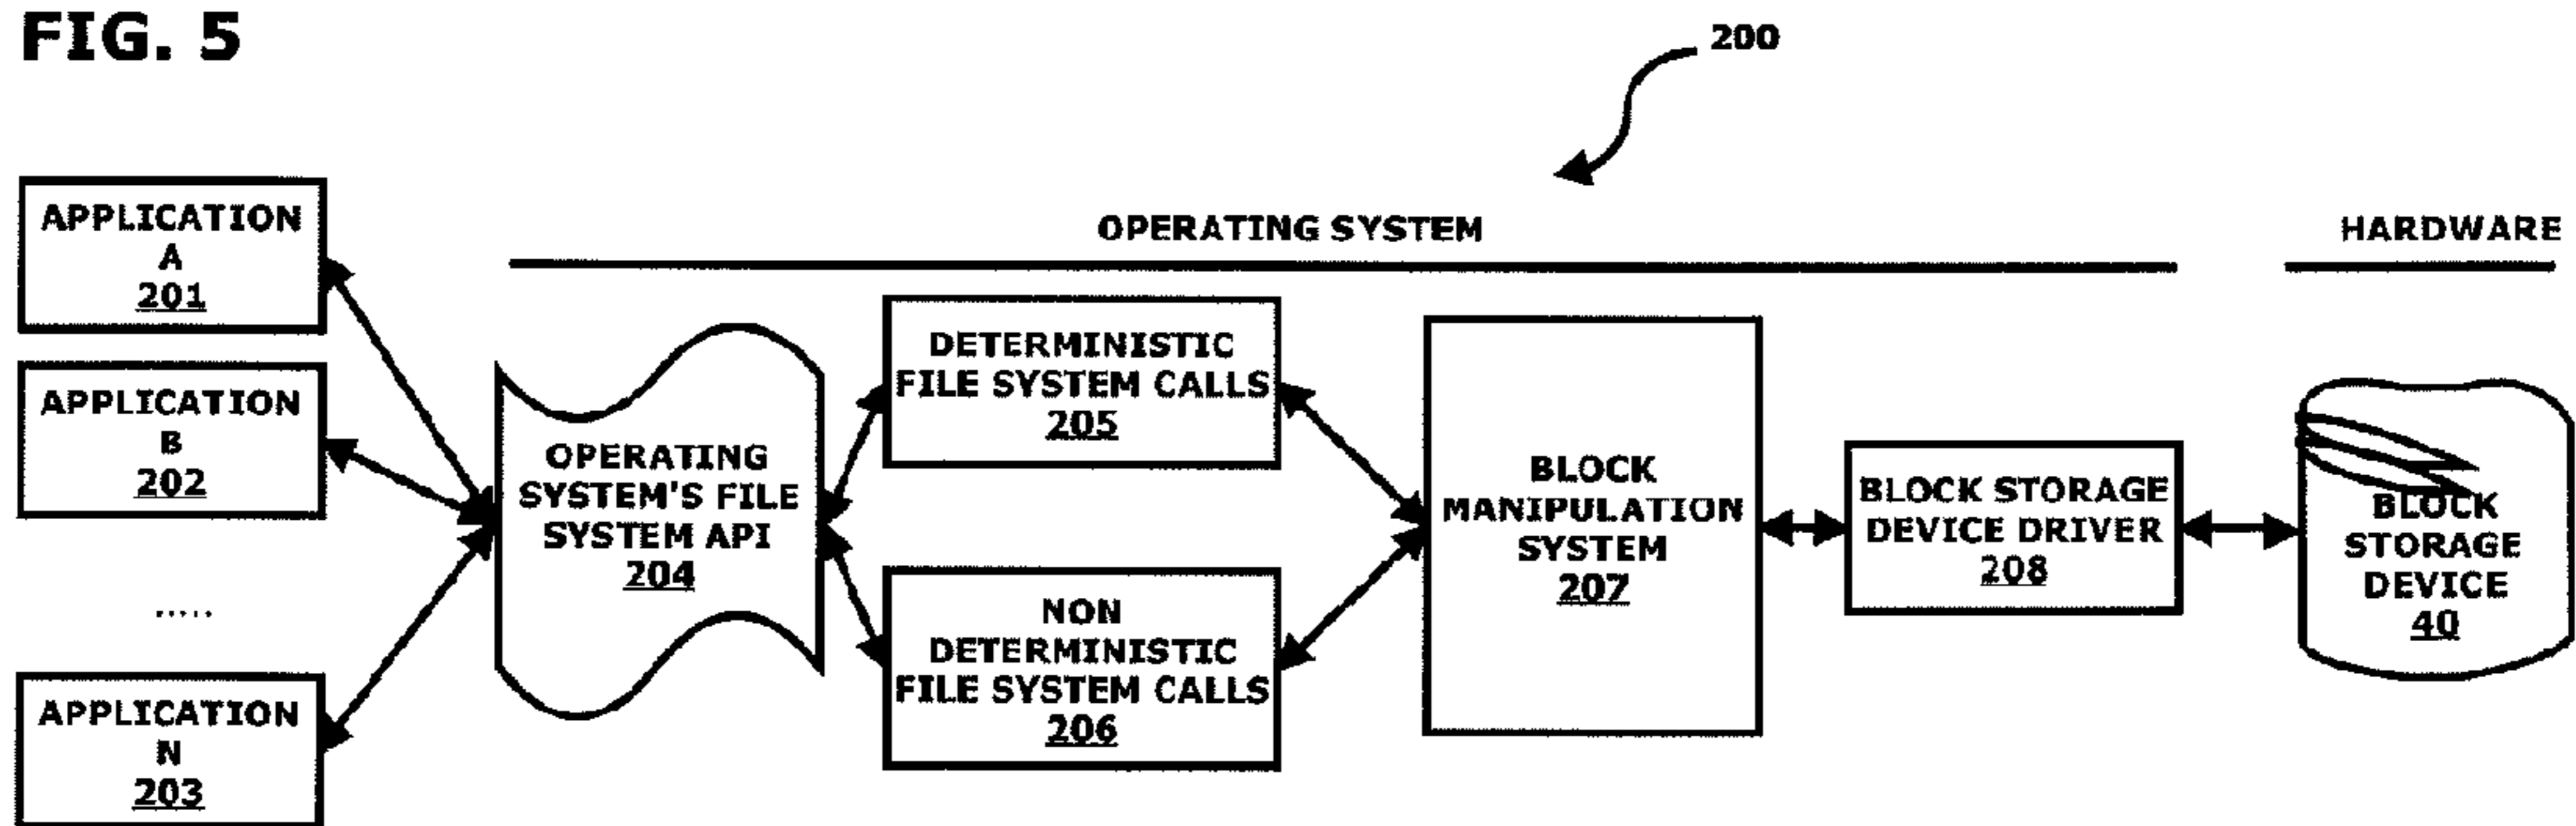 FIG. 5
200
OPERATING SYSTEM
HARDWARE
APPLICATION
A
201
APPLICATION
B
202
.....
APPLICATION
N
203
OPERATING
SYSTEM'S FILE
SYSTEM API
204
DETERMINISTIC
FILE SYSTEM CALLS
205
NON
DETERMINISTIC
FILE SYSTEM CALLS
206
BLOCK
MANIPULATION
SYSTEM
207
BLOCK STORAGE
DEVICE DRIVER
208
BLOCK
STORAGE
DEVICE
40